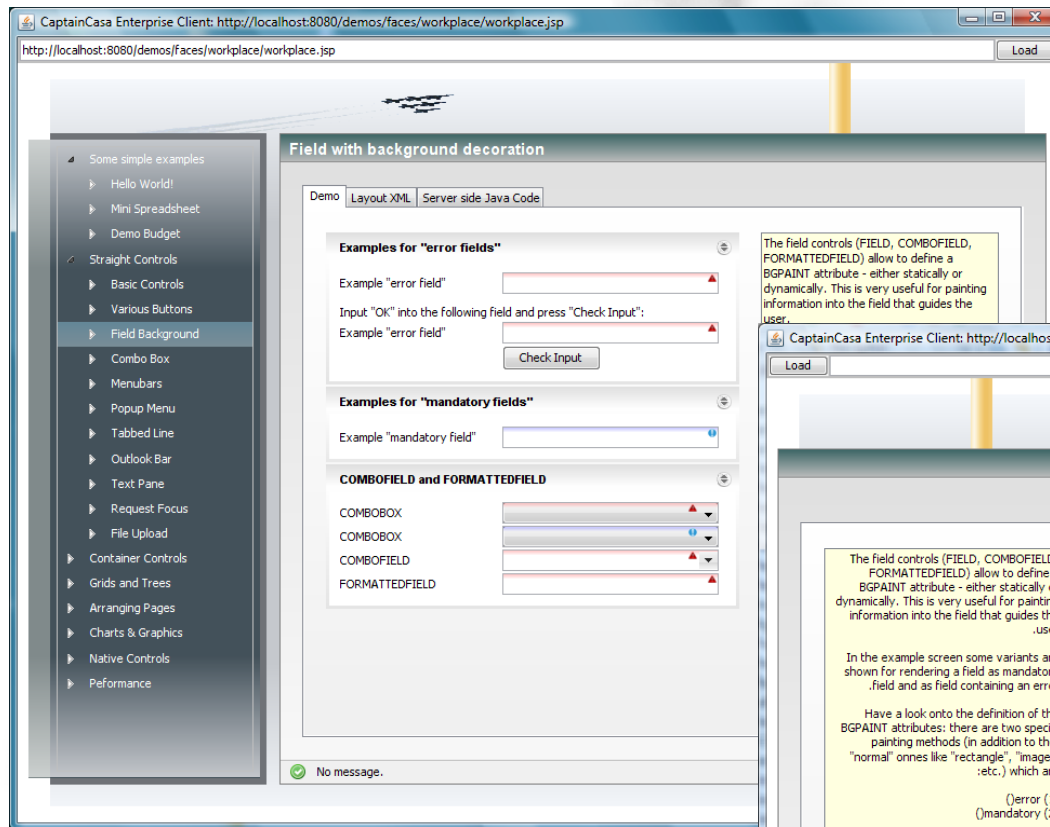 CaptainCasa Enterprise Client: http://localhost:8080/demos/faces/workplace/workplace.jsp
http://localhost:8080/demos/faces/workplace/workplace.jsp
Load
Some simple examples
Hello World!
Mini Spreadsheet
Demo Budget
Straight Controls
Basic Controls
Various Buttons
Field Background
Combo Box
Menubars
Popup Menu
Tabbed Line
Outlook Bar
Text Pane
Request Focus
File Upload
Container Controls
Grids and Trees
Arranging Pages
Charts & Graphics
Native Controls
Peformance
Field with background decoration
Demo
Layout XML
Server side Java Code
Examples for "error fields"
Example "error field"
Input "OK" into the following field and press "Check Input":
Example "error field"
Check Input
Examples for "mandatory fields"
Example "mandatory field"
COMBOFIELD and FORMATTEDFIELD
COMBOBOX
COMBOBOX
COMBOFIELD
FORMATTEDFIELD
No message.
The field controls (FIELD, COMBOFIELD,
FORMATTEDFIELD) allow to define a
BGPAINT attribute - either statically or
dynamically. This is very useful for painting
information into the field that guides the
user.
CaptainCasa Enterprise Client: http://localhos
Load
The field controls (FIELD, COMBOFIELD
FORMATTEDFIELD) allow to define
BGPAINT attribute - either statically
dynamically. This is very useful for paintin
information into the field that guides th
.use
In the example screen some variants ar
shown for rendering a field as mandator
.field and as field containing an erro
Have a look onto the definition of th
BGPAINT attributes: there are two speci
painting methods (in addition to th
"normal" onnes like "rectangle", "image
:etc.) which ar
()error (
()mandatory (